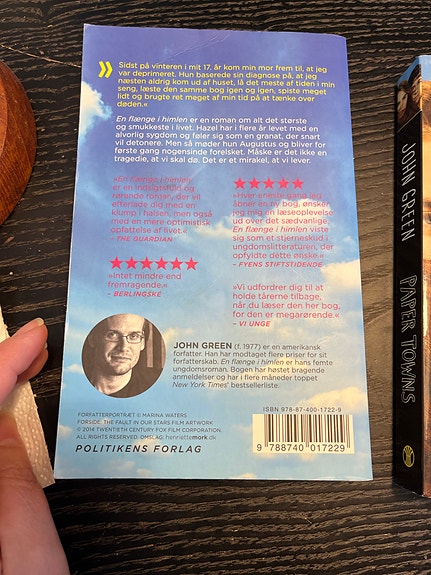 » Sidst på vinteren i mit 17. år kom min mor frem til, at jeg
var deprimeret. Hun baserede sin diagnose på, at jeg
næsten aldrig kom ud af huset, lå det meste af tiden i min
seng, læste den samme bog igen og igen, spiste meget
lidt og brugte ret meget af min tid på at tænke over
døden.«
En flænge i himlen er en roman om alt det største
og smukkeste i livet. Hazel har i flere år levet med en
alvorlig sygdom og føler sig som en granat, der snart
vil detonere. Men så møder hun Augustus og bliver for
første gang nogensinde forelsket. Måske er det ikke en
tragedie, at vi skal dø. Det er et mirakel, at vi lever.
»En flænge i himlen
er en indsigtsfuld og
rørende roman, der vil
efterlade dig med en
klump i halsen, men også
med en mere optimistisk
opfattelse af livet.«
– THE GUARDIAN
★★★★★★
»Intet mindre end
fremragende.«
– BERLINGSKE
★★★★★
»Hver eneste gang jeg
åbner en ny bog, ønsker
jeg mig en læseoplevelse
ud over det sædvanlige.
En flænge i himlen viste
sig som et stjerneskud i
ungdomslitteraturen, der
opfyldte dette ønske.«
– FYENS STIFTSTIDENDE
»Vi udfordrer dig til at
holde tårerne tilbage,
når du læser den her bog,
for den er megarørende.«
– VI UNGE
JOHN GREEN (f. 1977) er en amerikansk
forfatter. Han har modtaget flere priser for sit
forfatterskab. En flænge i himlen er hans femte
ungdomsroman. Bogen har høstet bragende
anmeldelser og har i flere måneder toppet
New York Times' bestsellerliste.
FORFATTERPORTRÆT © MARINA WATERS
FORSIDE: THE FAULT IN OUR STARS FILM ARTWORK
© 2014 TWENTIETH CENTURY FOX FILM CORPORATION.
ALL RIGHTS RESERVED. OMSLAG: henriettemork.dk
POLITIKENS FORLAG
ISBN 978-87-400-1722-9
9 788740 017229
JOHN GREEN PAPER TOWNS